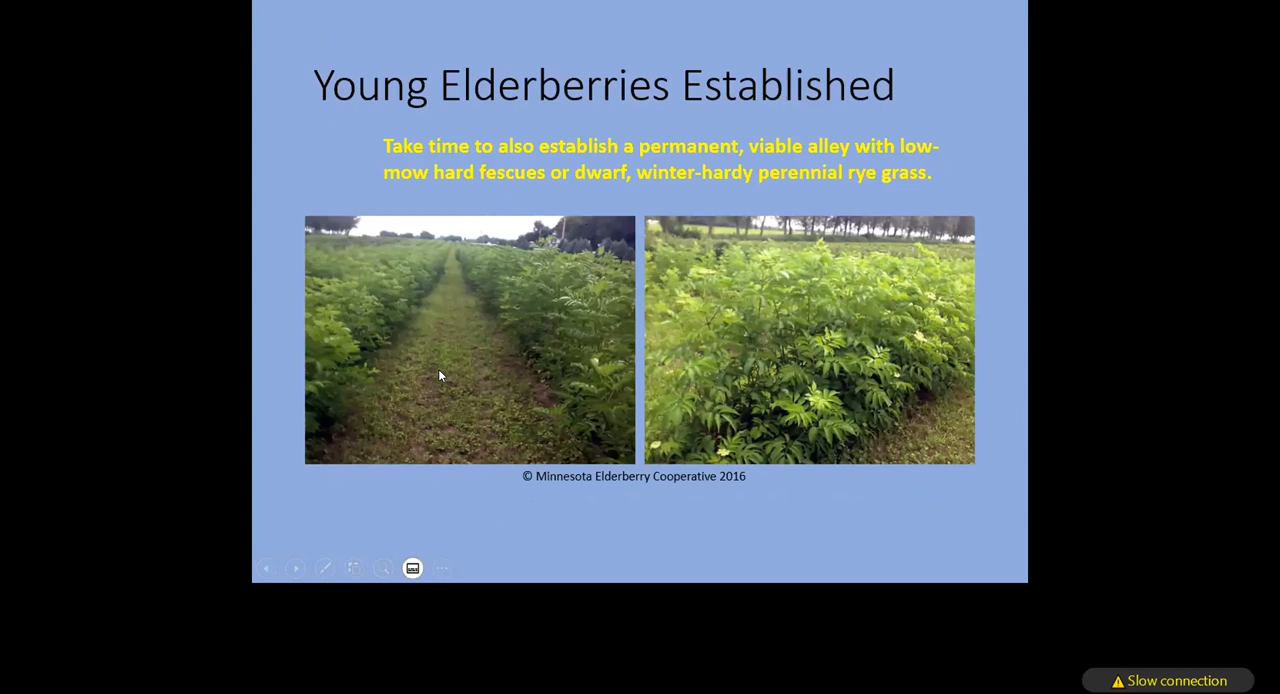 Young Elderberries Established
Take time to also establish a permanent, viable alley with low-
mow hard fescues or dwarf, winter-hardy perennial rye grass.
© Minnesota Elderberry Cooperative 2016
Slow connection